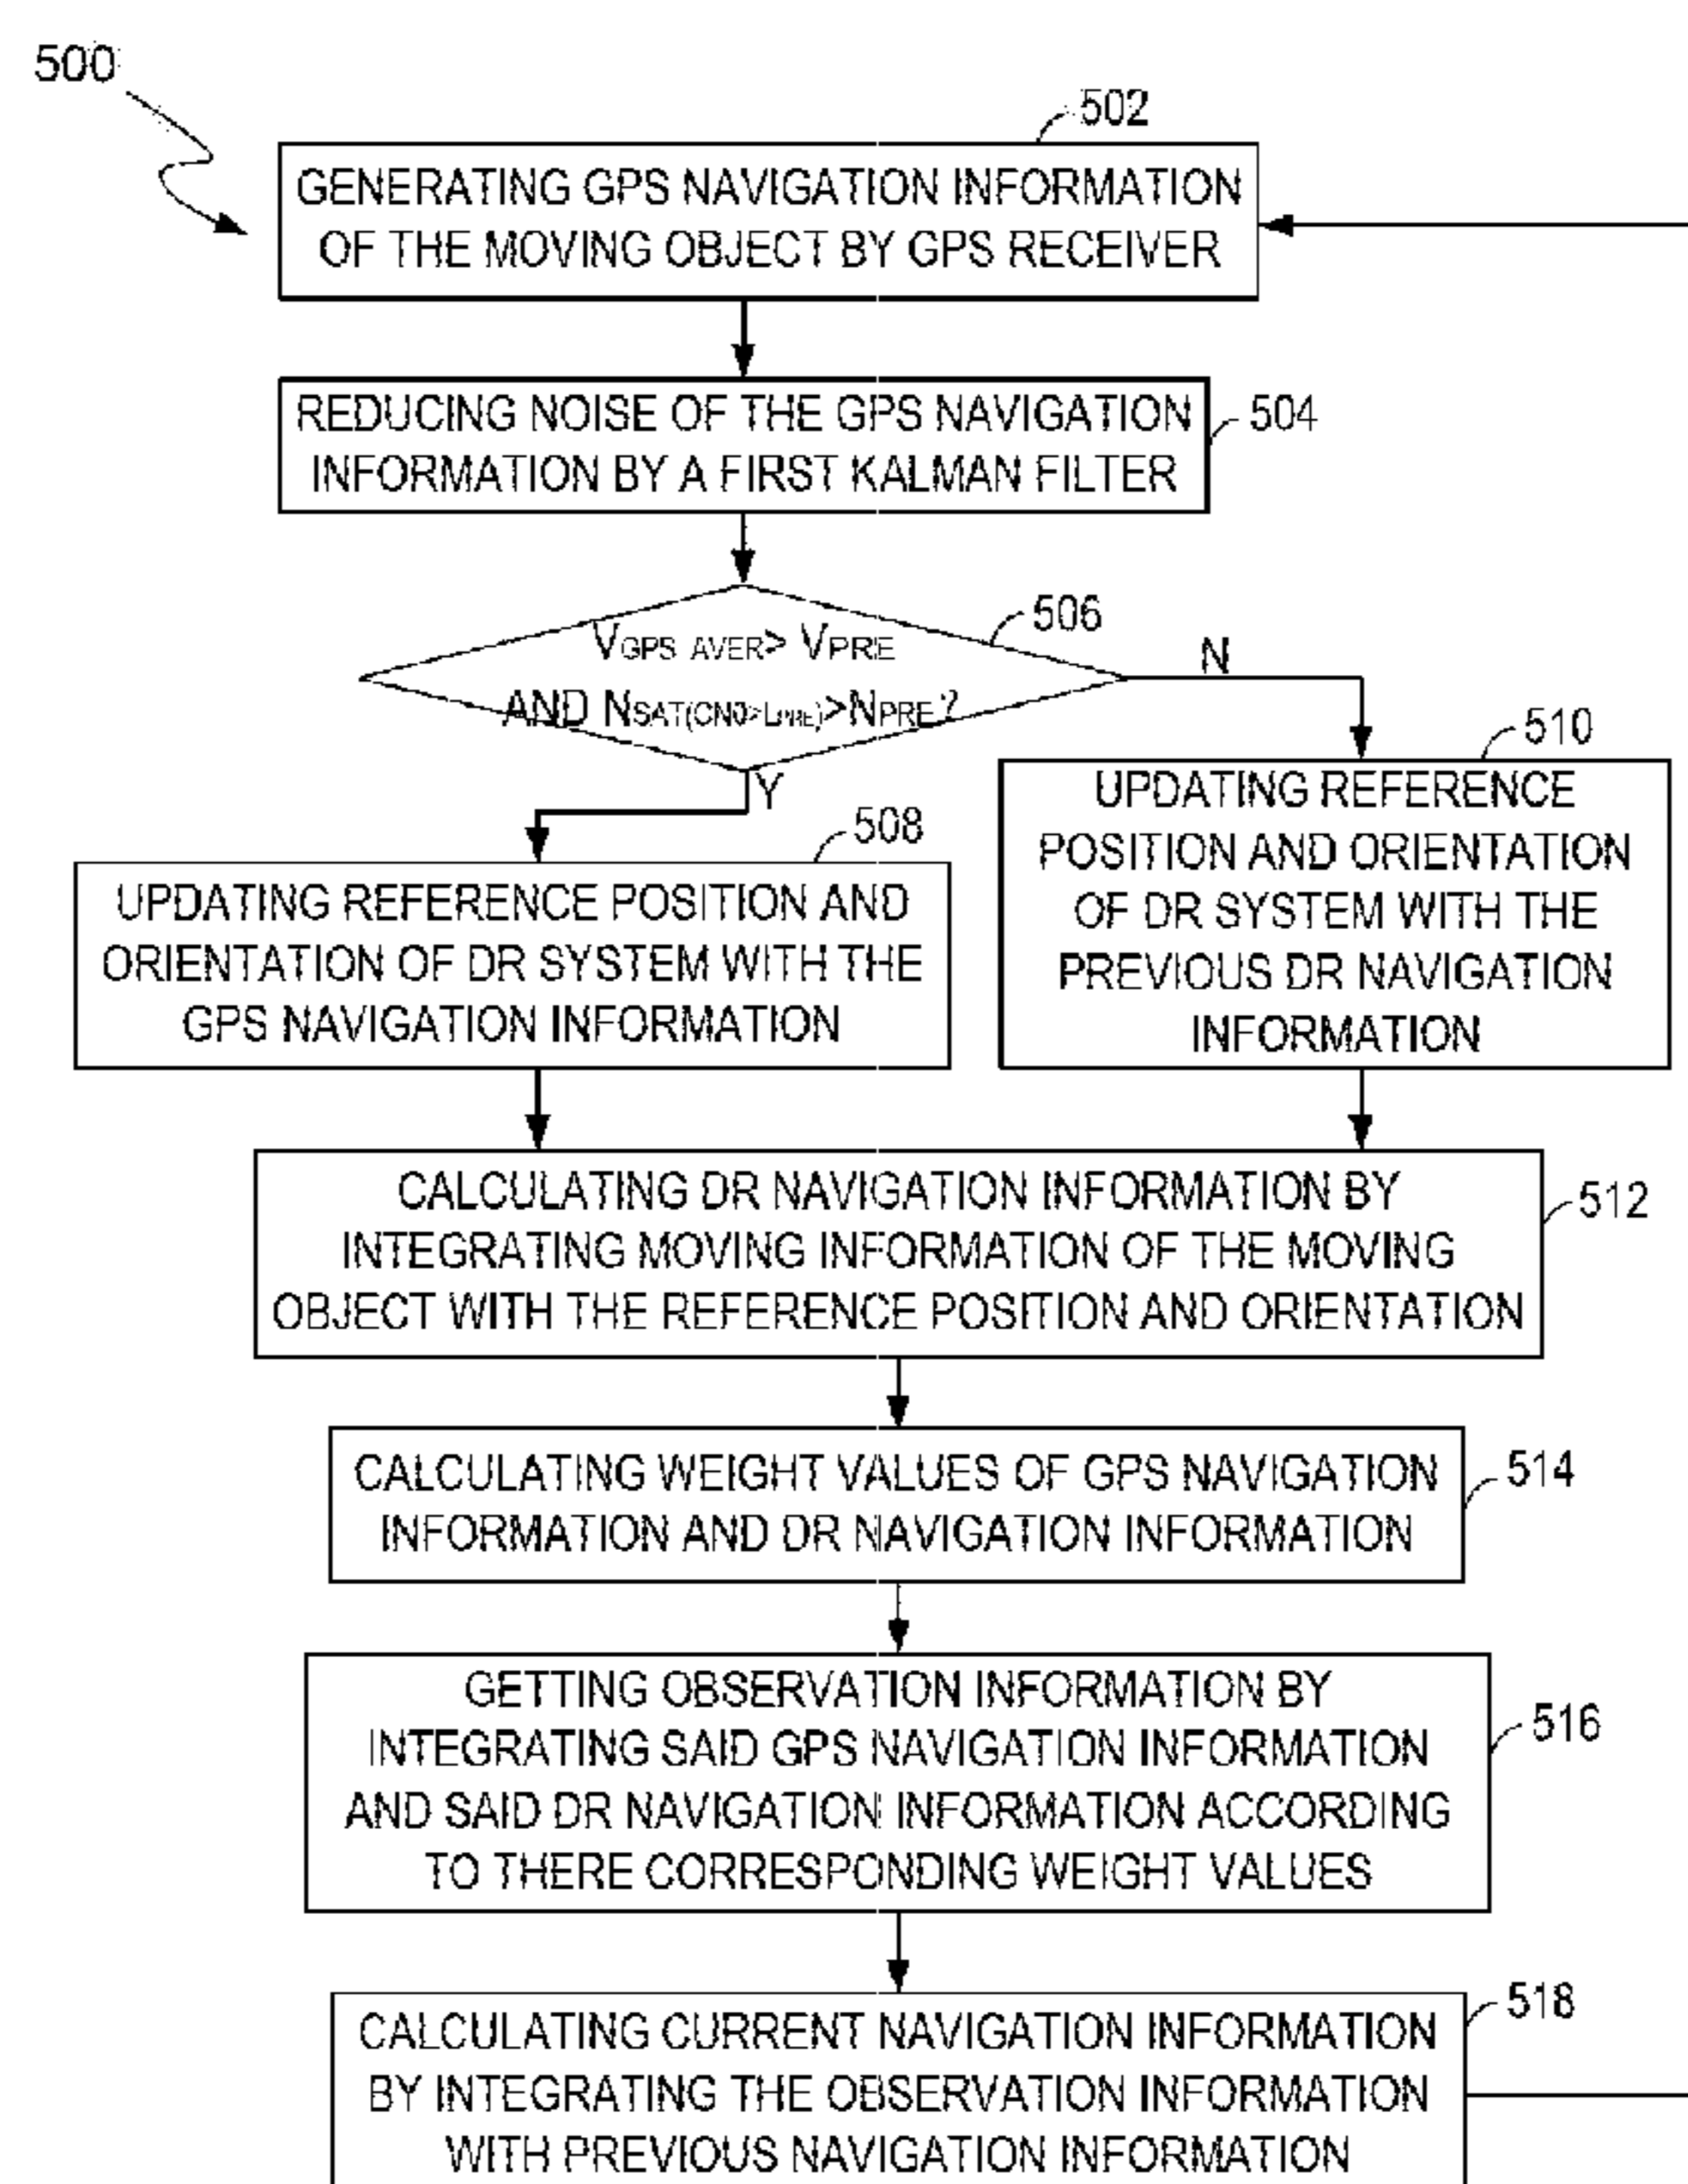 500
502
GENERATING GPS NAVIGATION INFORMATION
OF THE MOVING OBJECT BY GPS RECEIVER
REDUCING NOISE OF THE GPS NAVIGATION
INFORMATION BY A FIRST KALMAN FILTER
504
506
VGPS AVER> VPRE
AND NSAT(CN0>LPRE)>NPRE?
N
Y
508
UPDATING REFERENCE POSITION AND
ORIENTATION OF DR SYSTEM WITH THE
GPS NAVIGATION INFORMATION
510
UPDATING REFERENCE
POSITION AND ORIENTATION
OF DR SYSTEM WITH THE
PREVIOUS DR NAVIGATION
INFORMATION
CALCULATING DR NAVIGATION INFORMATION BY
INTEGRATING MOVING INFORMATION OF THE MOVING
OBJECT WITH THE REFERENCE POSITION AND ORIENTATION
512
CALCULATING WEIGHT VALUES OF GPS NAVIGATION
INFORMATION AND DR NAVIGATION INFORMATION
514
GETTING OBSERVATION INFORMATION BY
INTEGRATING SAID GPS NAVIGATION INFORMATION
AND SAID DR NAVIGATION INFORMATION ACCORDING
TO THERE CORRESPONDING WEIGHT VALUES
516
CALCULATING CURRENT NAVIGATION INFORMATION
BY INTEGRATING THE OBSERVATION INFORMATION
WITH PREVIOUS NAVIGATION INFORMATION
518